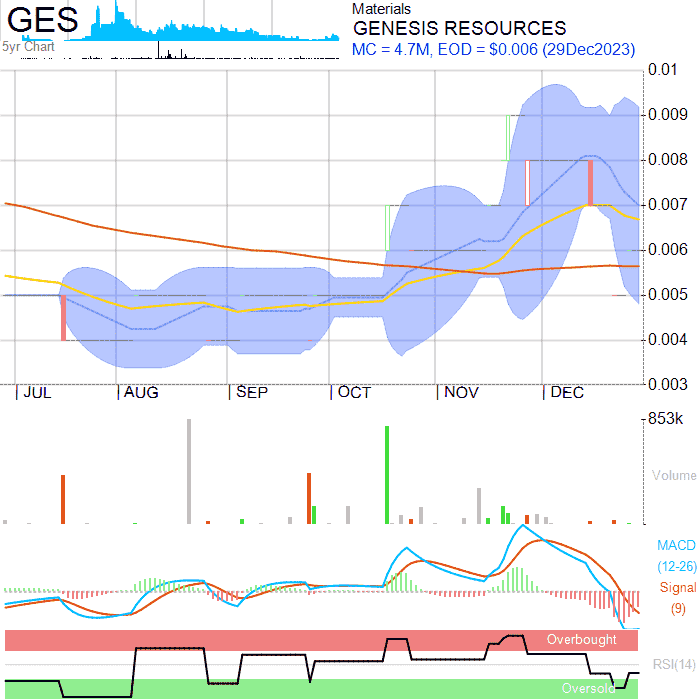 GES
5yr Chart
Materials
GENESIS RESOURCES
MC = 4.7M, EOD = $0.006 (29Dec2023)
0.01
0.009
0.008
0.007
0.006
0.005
0.004
0.003
JUL AUG SEP OCT NOV DEC
853k
Volume
MACD
(12-26)
Signal
(9)
Overbought
RSI(14)
Oversold